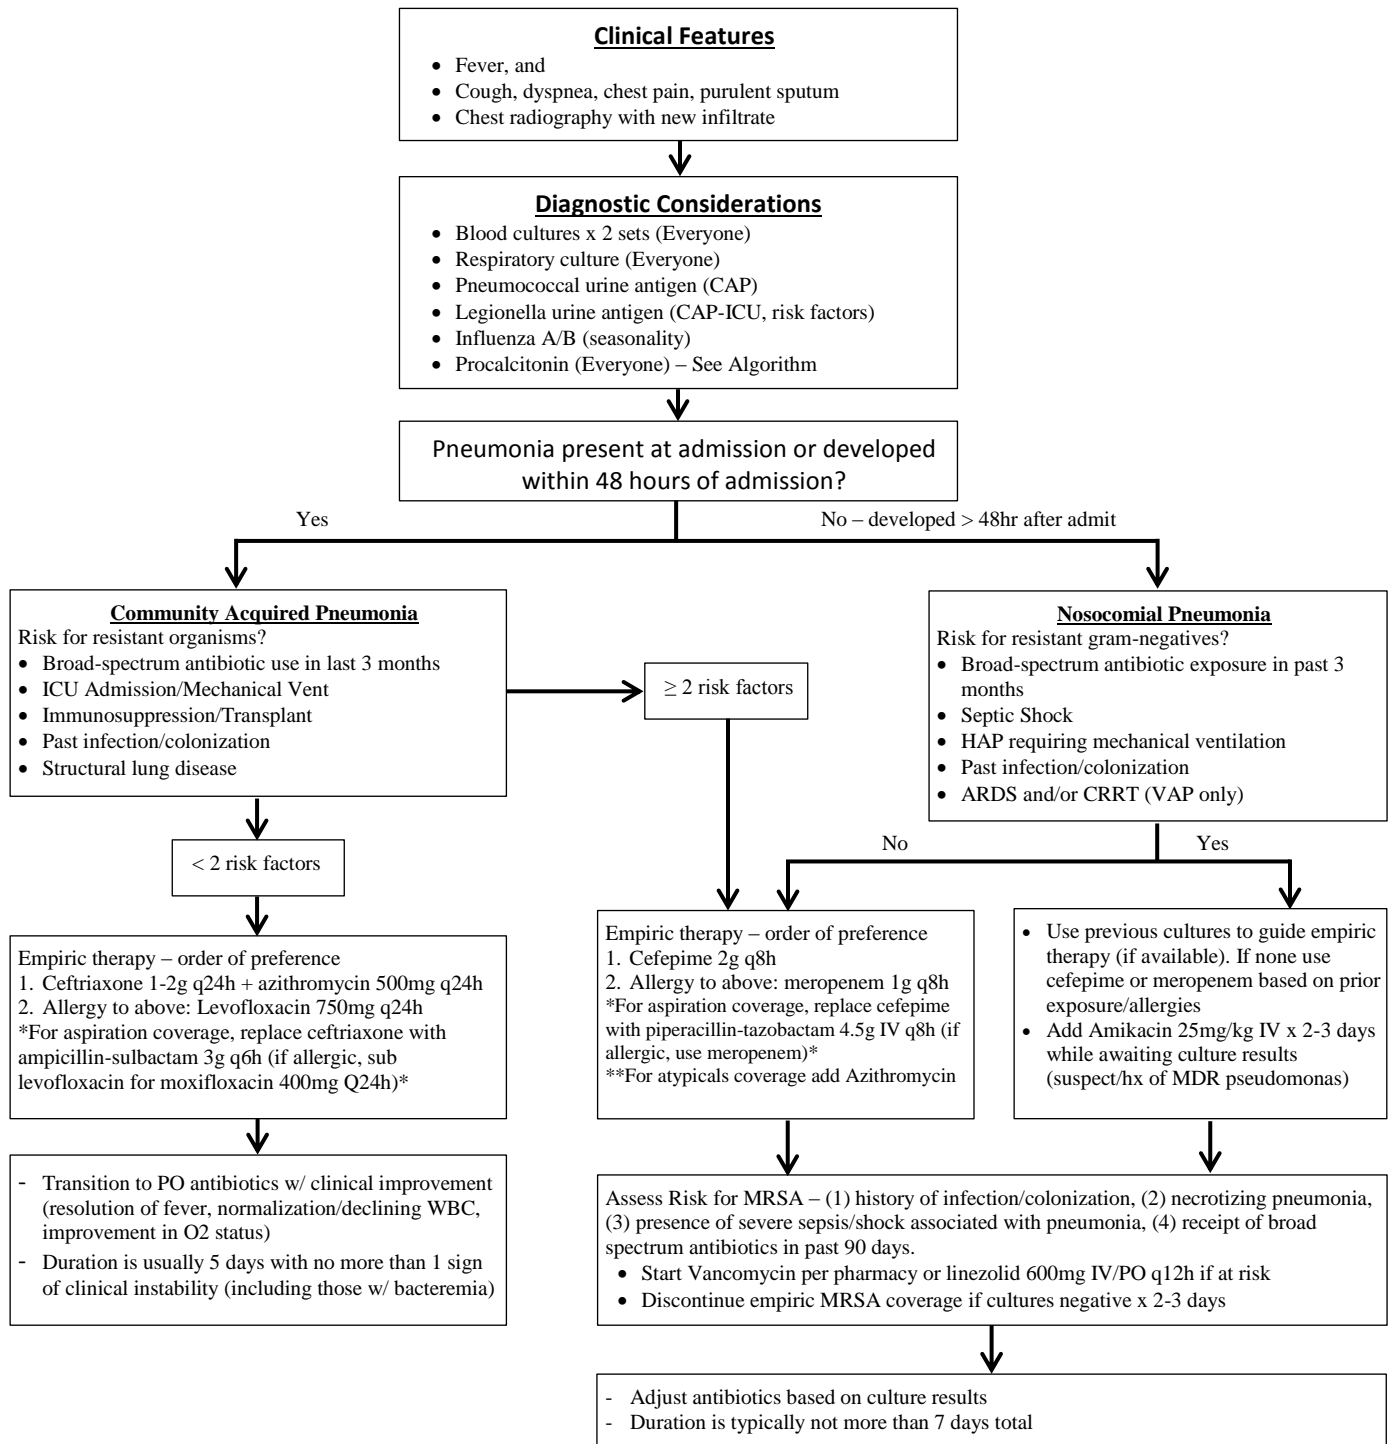 Clinical Features
• Fever, and
• Cough, dyspnea, chest pain, purulent sputum
• Chest radiography with new infiltrate
Diagnostic Considerations
• Blood cultures x 2 sets (Everyone)
• Respiratory culture (Everyone)
• Pneumococcal urine antigen (CAP)
• Legionella urine antigen (CAP-ICU, risk factors)
• Influenza A/B (seasonality)
• Procalcitonin (Everyone) – See Algorithm
Pneumonia present at admission or developed
within 48 hours of admission?
Yes
No – developed > 48hr after admit
Community Acquired Pneumonia
Risk for resistant organisms?
• Broad-spectrum antibiotic use in last 3 months
• ICU Admission/Mechanical Vent
• Immunosuppression/Transplant
• Past infection/colonization
• Structural lung disease
≥ 2 risk factors
Nosocomial Pneumonia
Risk for resistant gram-negatives?
• Broad-spectrum antibiotic exposure in past 3
months
• Septic Shock
• HAP requiring mechanical ventilation
• Past infection/colonization
• ARDS and/or CRRT (VAP only)
< 2 risk factors
No
Yes
Empiric therapy – order of preference
1. Ceftriaxone 1-2g q24h + azithromycin 500mg q24h
2. Allergy to above: Levofloxacin 750mg q24h
*For aspiration coverage, replace ceftriaxone with
ampicillin-sulbactam 3g q6h (if allergic, sub
levofloxacin for moxifloxacin 400mg Q24h)*
Empiric therapy – order of preference
1. Cefepime 2g q8h
2. Allergy to above: meropenem 1g q8h
*For aspiration coverage, replace cefepime
with piperacillin-tazobactam 4.5g IV q8h (if
allergic, use meropenem)*
**For atypicals coverage add Azithromycin
• Use previous cultures to guide empiric
therapy (if available). If none use
cefepime or meropenem based on prior
exposure/allergies
• Add Amikacin 25mg/kg IV x 2-3 days
while awaiting culture results
(suspect/hx of MDR pseudomonas)
- Transition to PO antibiotics w/ clinical improvement
(resolution of fever, normalization/declining WBC,
improvement in O2 status)
- Duration is usually 5 days with no more than 1 sign
of clinical instability (including those w/ bacteremia)
Assess Risk for MRSA – (1) history of infection/colonization, (2) necrotizing pneumonia,
(3) presence of severe sepsis/shock associated with pneumonia, (4) receipt of broad
spectrum antibiotics in past 90 days.
• Start Vancomycin per pharmacy or linezolid 600mg IV/PO q12h if at risk
• Discontinue empiric MRSA coverage if cultures negative x 2-3 days
- Adjust antibiotics based on culture results
- Duration is typically not more than 7 days total